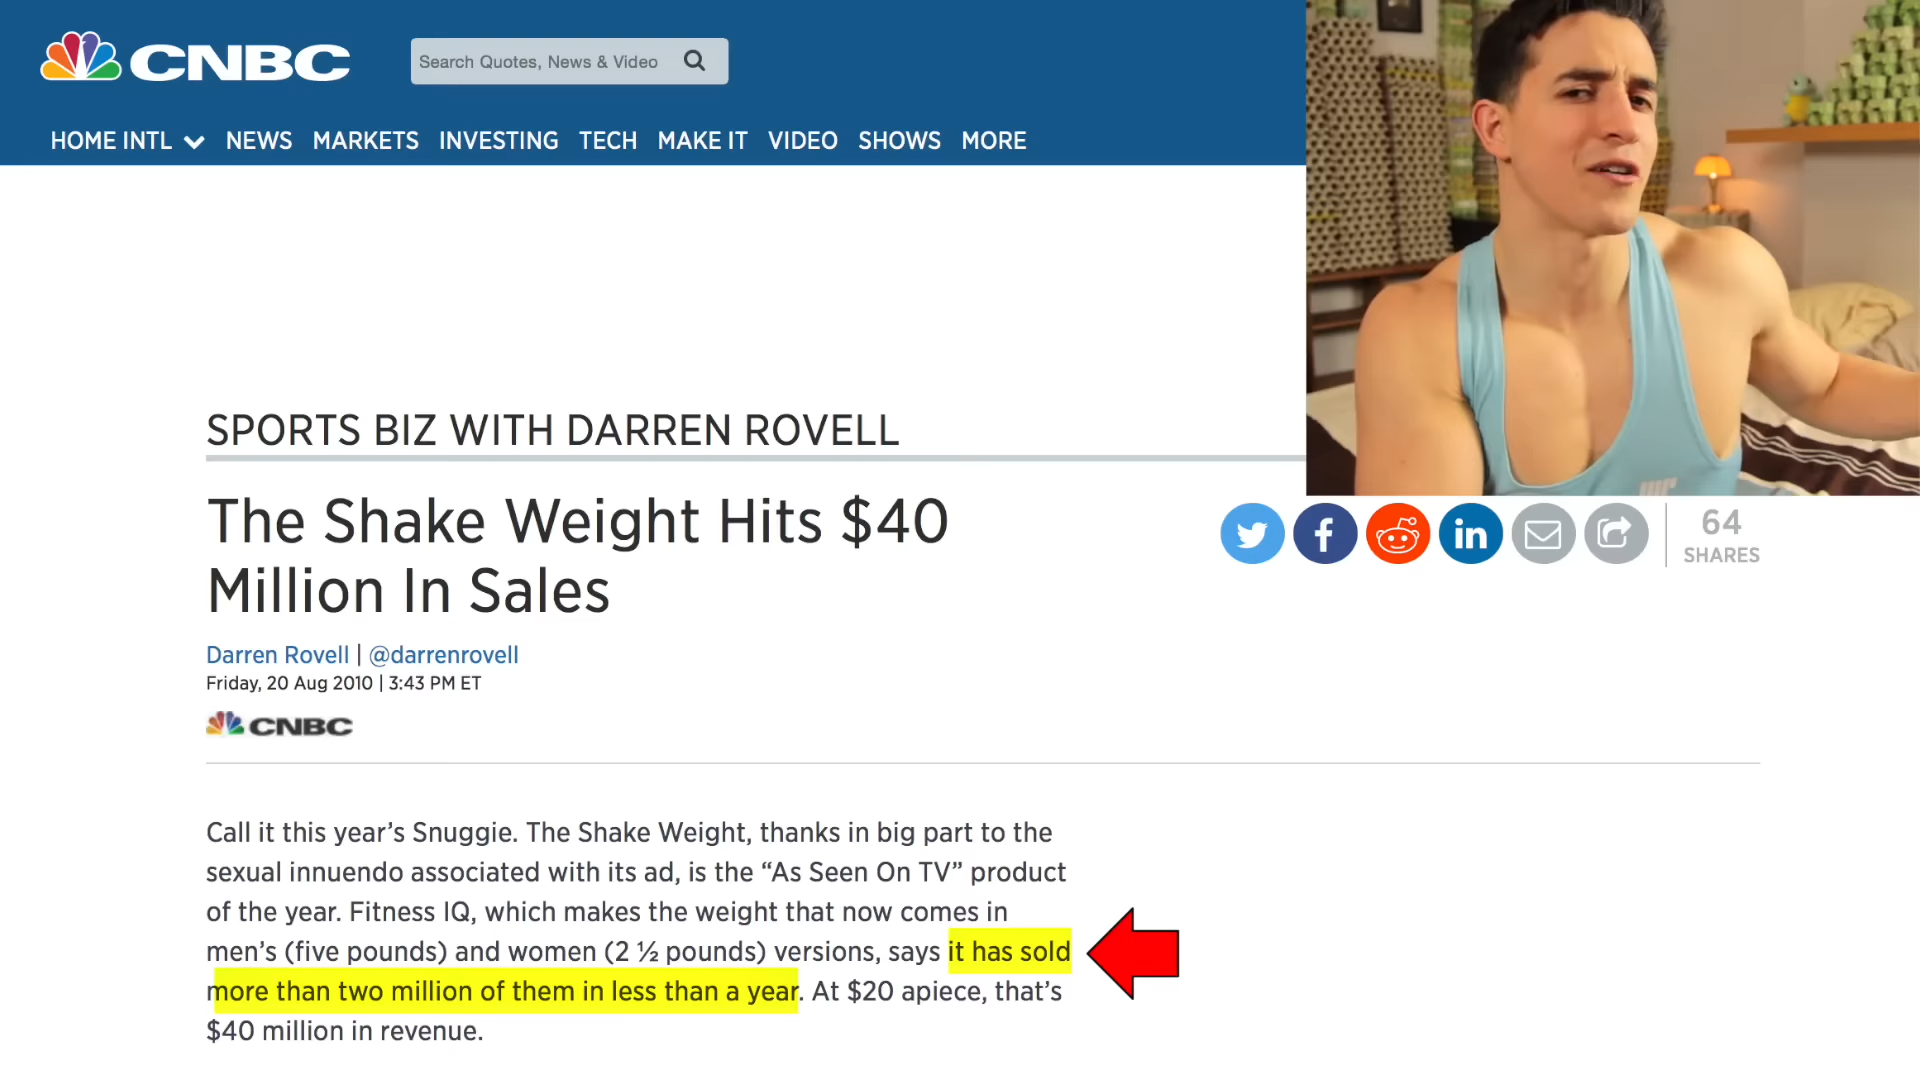 CNBC
Search Quotes, News & Video
HOME INTL NEWS MARKETS INVESTING TECH MAKE IT VIDEO SHOWS MORE
SPORTS BIZ WITH DARREN ROVELL
The Shake Weight Hits $40
Million In Sales
in
64
SHARES
Darren Rovell | @darrenrovell
Friday, 20 Aug 2010 | 3:43 PM ET
CNBC
Call it this year’s Snuggie. The Shake Weight, thanks in big part to the
sexual innuendo associated with its ad, is the “As Seen On TV” product
of the year. Fitness IQ, which makes the weight that now comes in
men’s (five pounds) and women (2 ½ pounds) versions, says it has sold
more than two million of them in less than a year. At $20 apiece, that’s
$40 million in revenue.